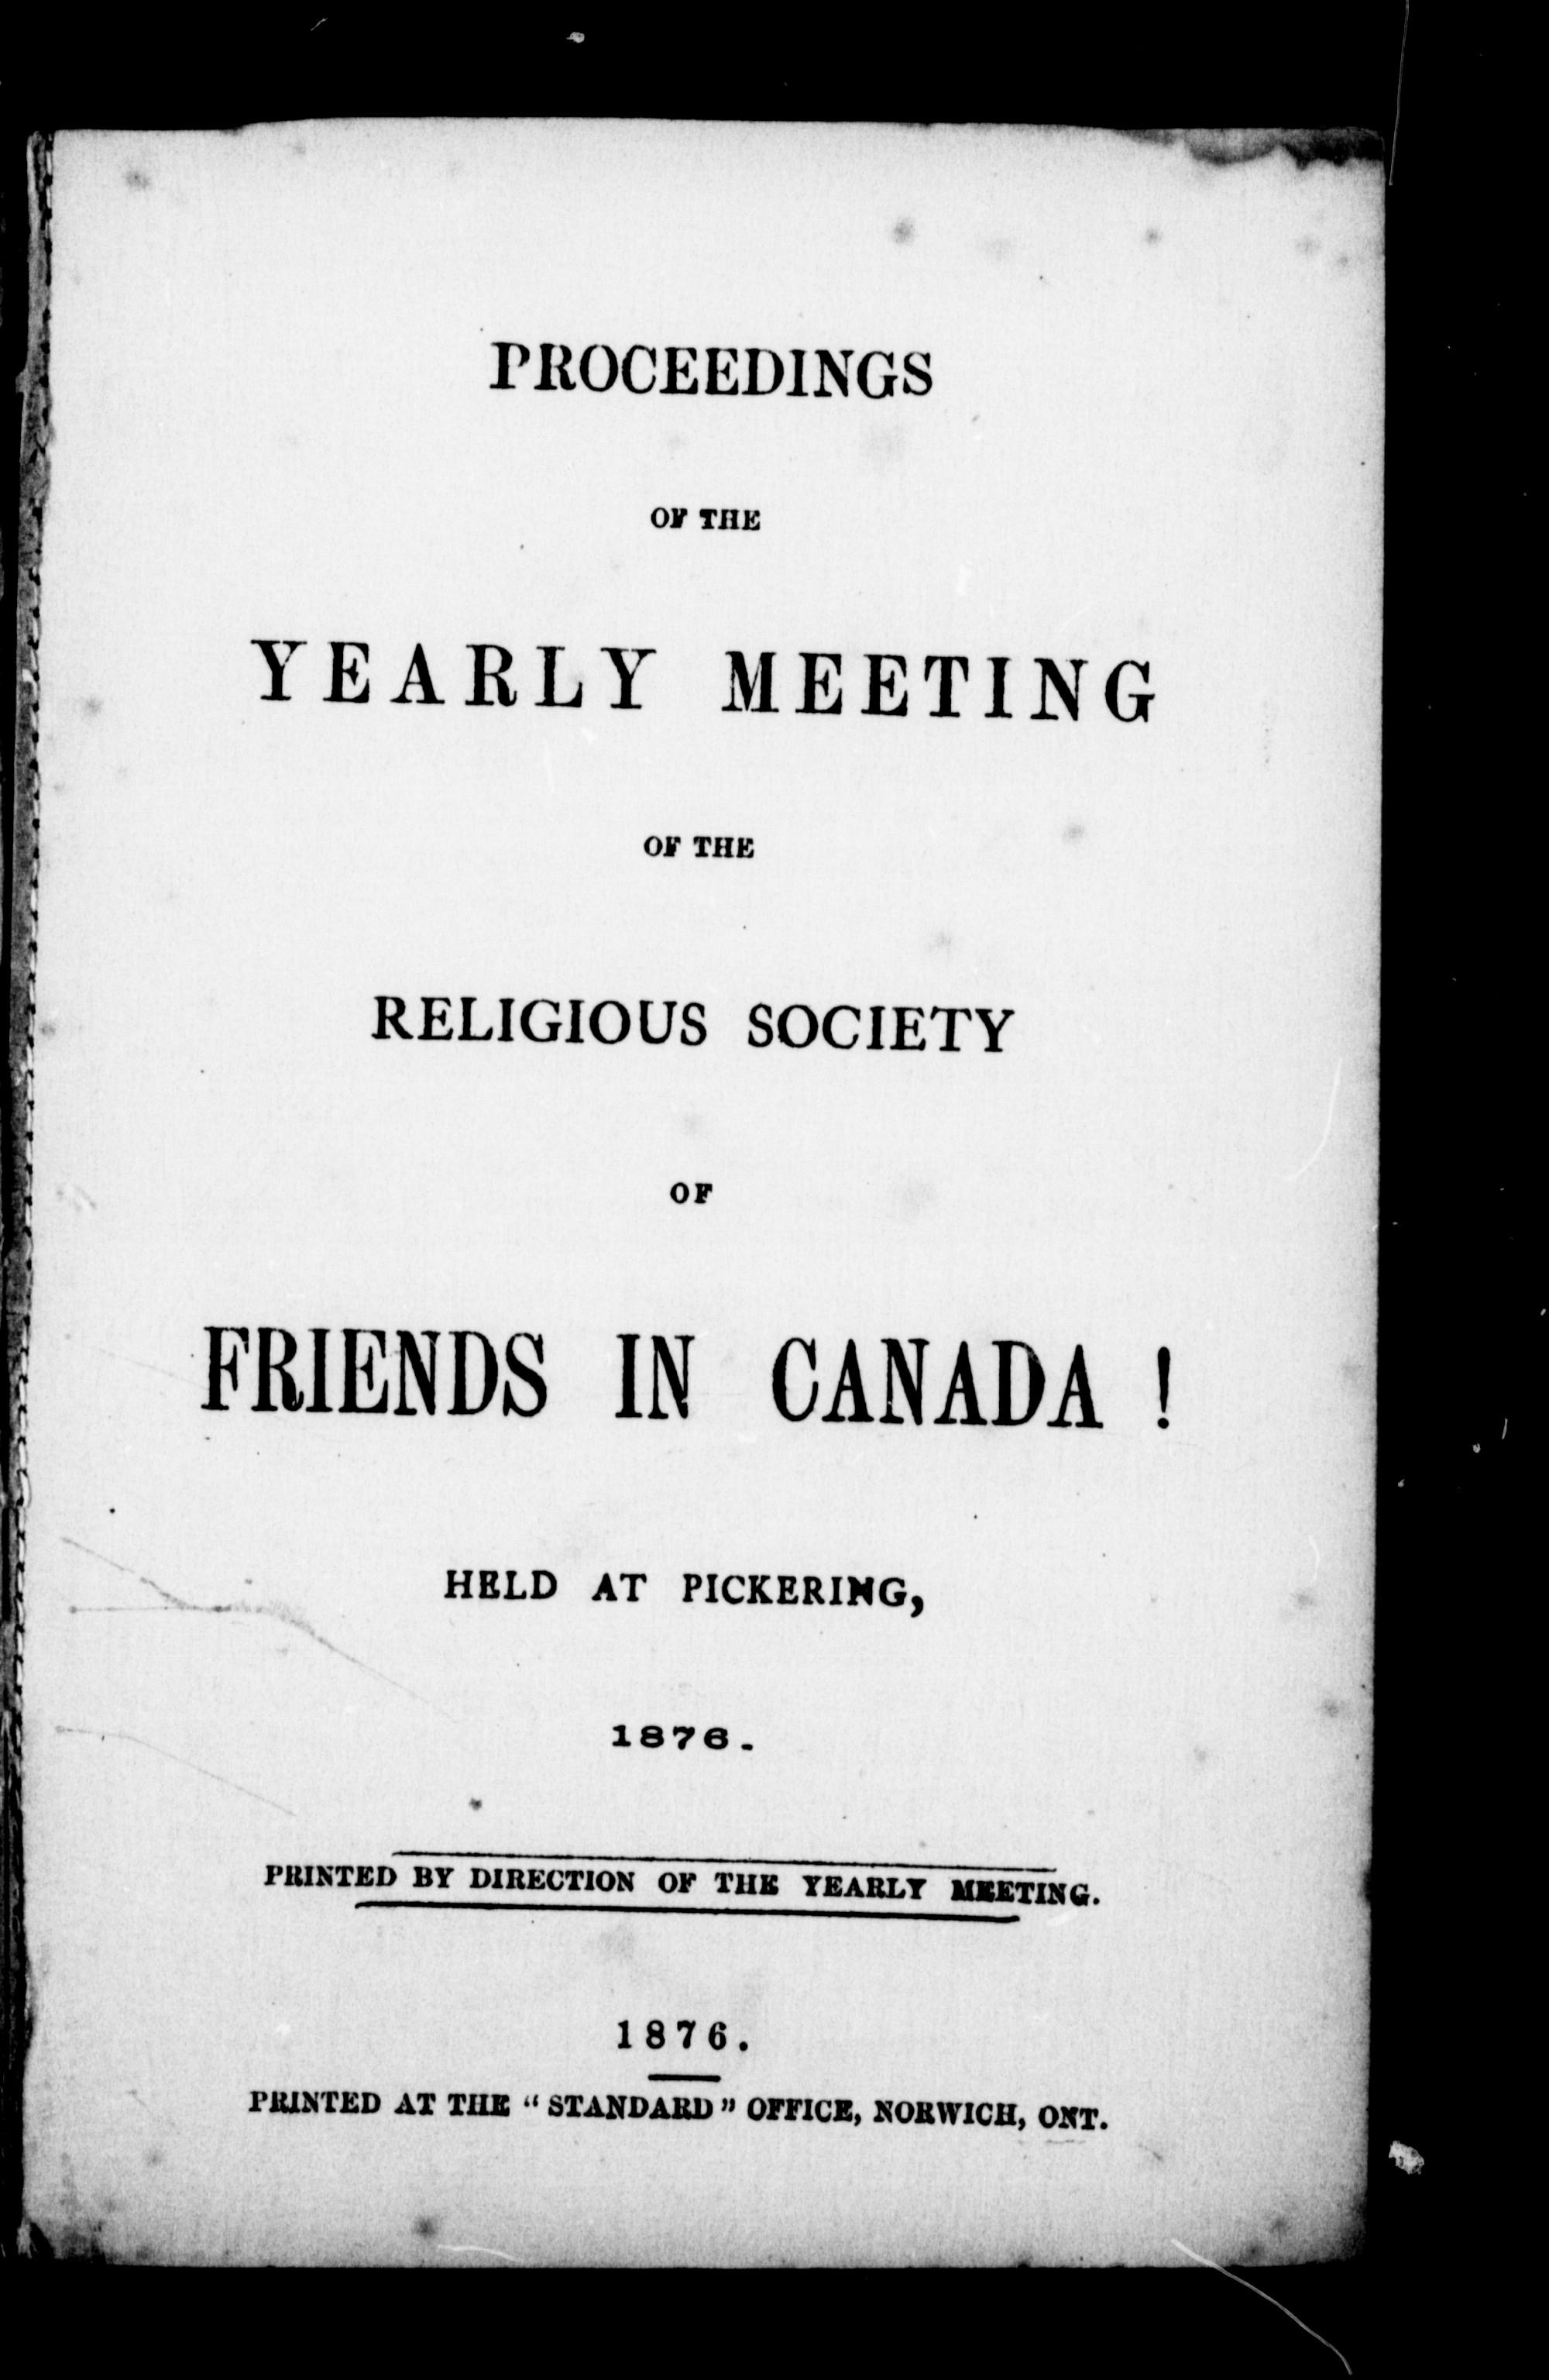 PROCEEDINGS
OF THE
YEARLY MEETING
OF THE
RELIGIOUS SOCIETY
OF
FRIENDS IN CANADA !
HELD AT PICKERING,
1876.
PRINTED BY DIRECTION OF THE YEARLY MEETING.
1876.
PRINTED AT THE “ STANDARD ” OFFICE, NORWICH, ONT.